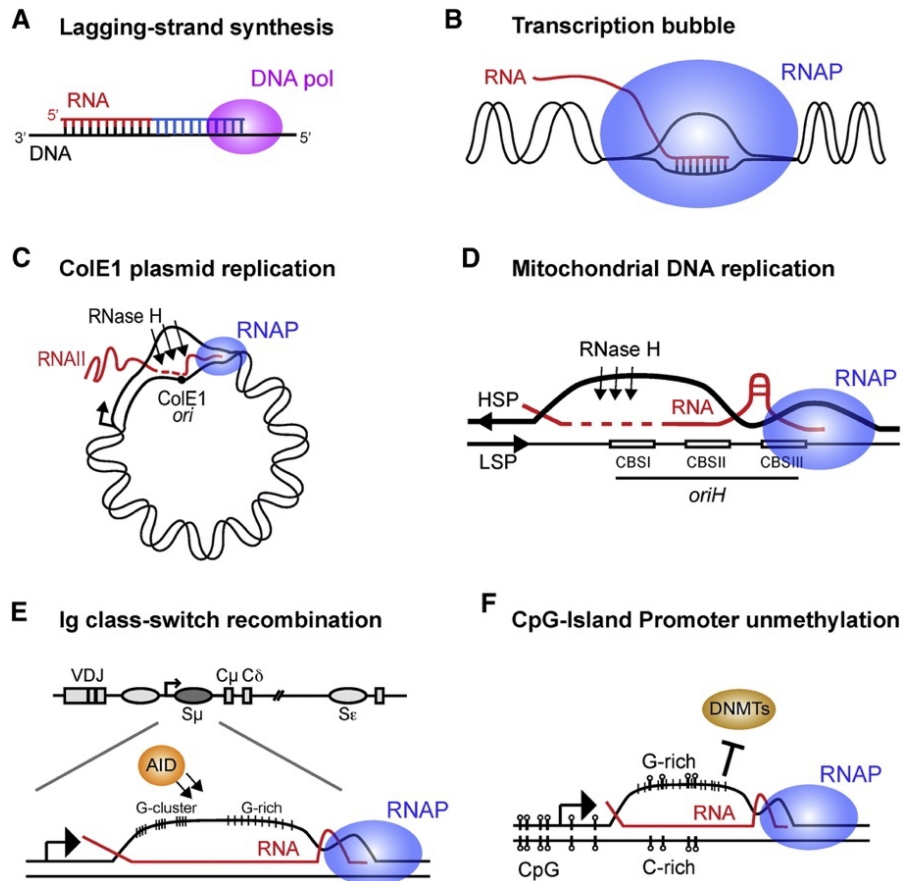 A Lagging-strand synthesis
DNA pol
RNA
5'
3'
5'
DNA
B Transcription bubble
RNA
RNAP
C ColE1 plasmid replication
RNase H
RNAP
RNAII
ColE1
ori
D Mitochondrial DNA replication
RNase H
RNAP
HSP
RNA
LSP
CBSI
CBSII
CBSIII
oriH
E Ig class-switch recombination
VDJ
Cμ Cδ
Sμ
Sε
AID
G-cluster
G-rich
RNAP
RNA
F CpG-Island Promoter unmethylation
DNMTs
G-rich
RNAP
RNA
CpG
C-rich